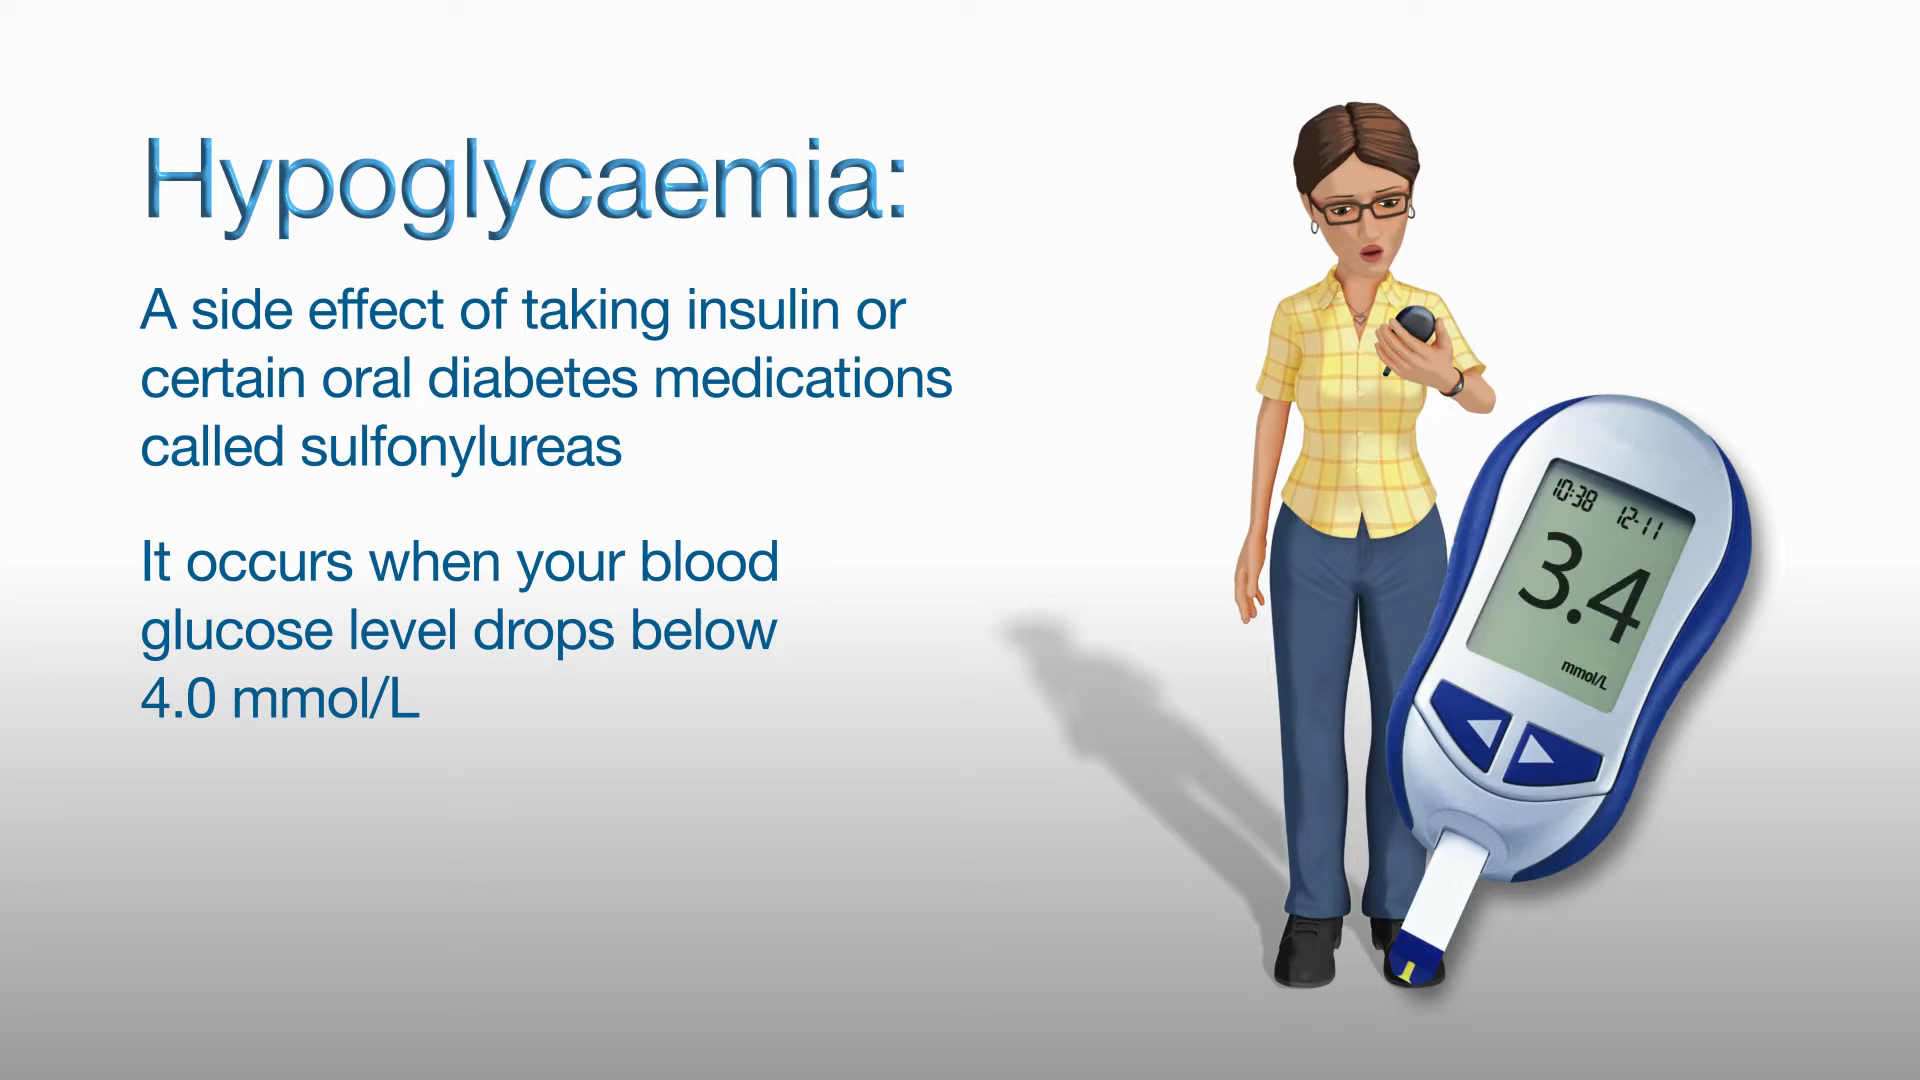 Hypoglycaemia:
A side effect of taking insulin or
certain oral diabetes medications
called sulfonylureas
It occurs when your blood
glucose level drops below
4.0 mmol/L
10:38 12-11
3.4
mmol/L